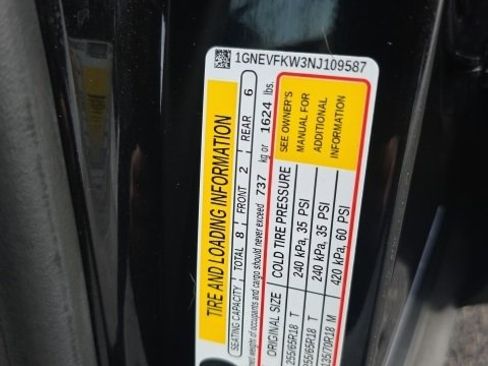 1GNEVFKW3NJ109587
TIRE AND LOADING INFORMATION
SEATING CAPACITY | TOTAL 8 | FRONT 2 | REAR 6
weight of occupants and cargo should never exceed 737 kg or 1624 lbs.
ORIGINAL SIZE COLD TIRE PRESSURE SEE OWNER'S
255/65R18 T 240 kPa, 35 PSI MANUAL FOR
255/65R18 T 240 kPa, 35 PSI ADDITIONAL
135/70R18 M 420 kPa, 60 PSI INFORMATION